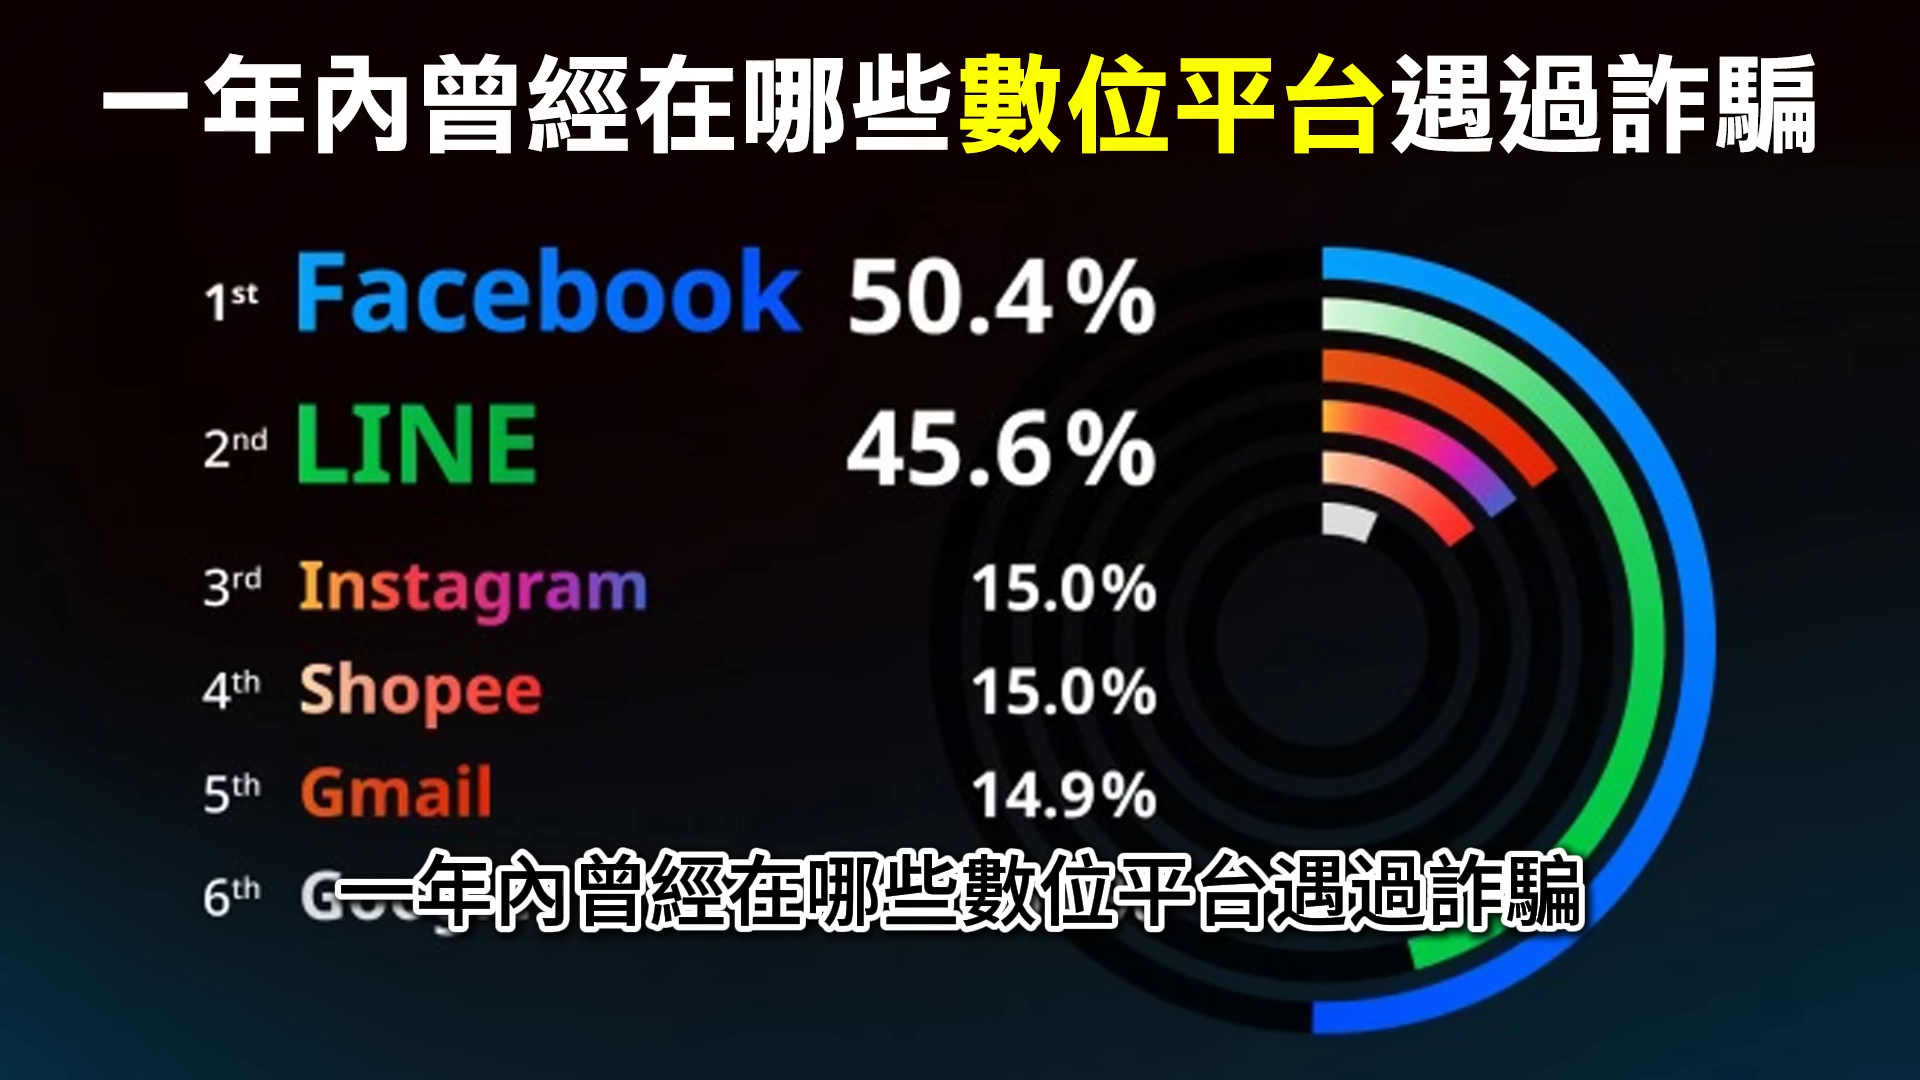 一年內曾經在哪些數位平台遇過詐騙
1st Facebook 50.4%
2nd LINE 45.6%
3rd Instagram 15.0%
4th Shopee 15.0%
5th Gmail 14.9%
6th
一年內曾經在哪些數位平台遇過詐騙